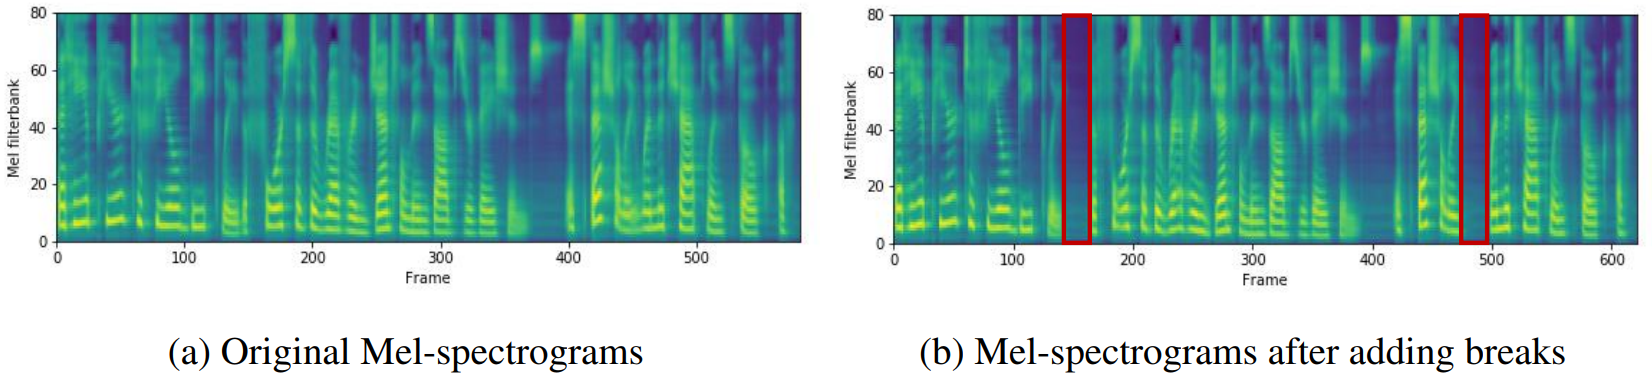 80
60
40
20
0
Mel filterbank
0 100 200 300 400 500
Frame
(a) Original Mel-spectrograms
80
60
40
20
0
Mel filterbank
0 100 200 300 400 500 600
Frame
(b) Mel-spectrograms after adding breaks